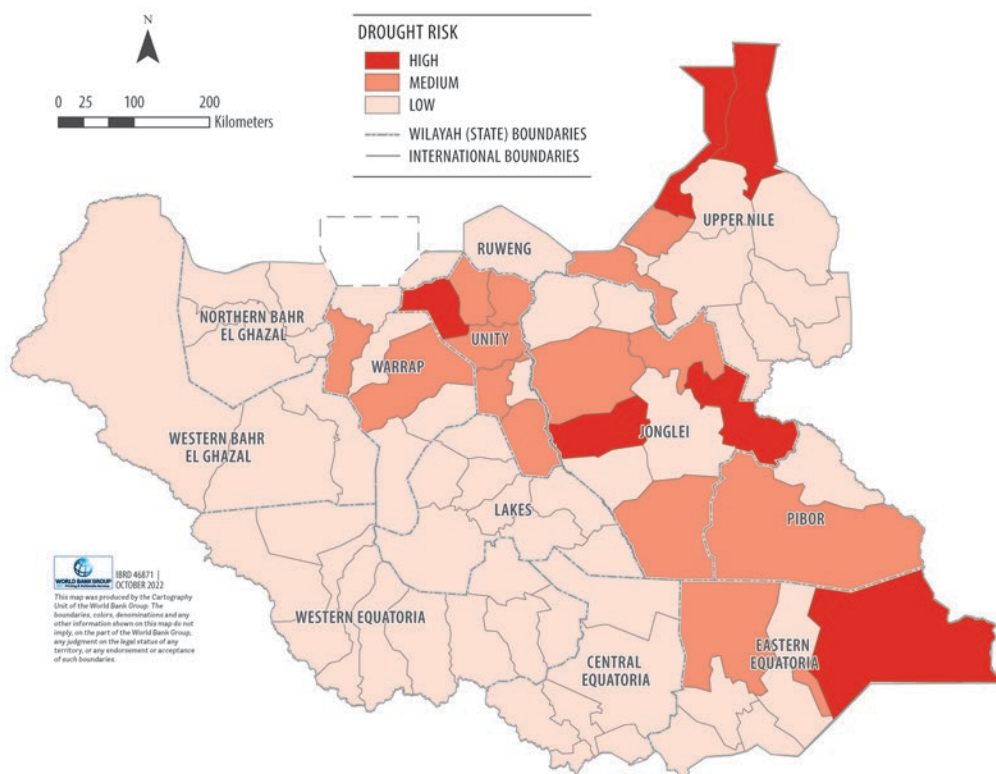 N
0 25 100 200
Kilometers
DROUGHT RISK
HIGH
MEDIUM
LOW
WILAYAH (STATE) BOUNDARIES
INTERNATIONAL BOUNDARIES
UPPER NILE
RUWENG
NORTHERN BAHR
EL GHAZAL
UNITY
WARRAP
WESTERN BAHR
EL GHAZAL
JONGLEI
LAKES
PIBOR
WESTERN EQUATORIA
CENTRAL
EQUATORIA
EASTERN
EQUATORIA
WORLD BANK GROUP
IBRD 46871 |
OCTOBER 2022
This map was produced by the Cartography
Unit of the World Bank Group. The
boundaries, colors, denominations and any
other information shown on this map do not
imply, on the part of the World Bank Group,
any judgment on the legal status of any
territory, or any endorsement or acceptance
of such boundaries.